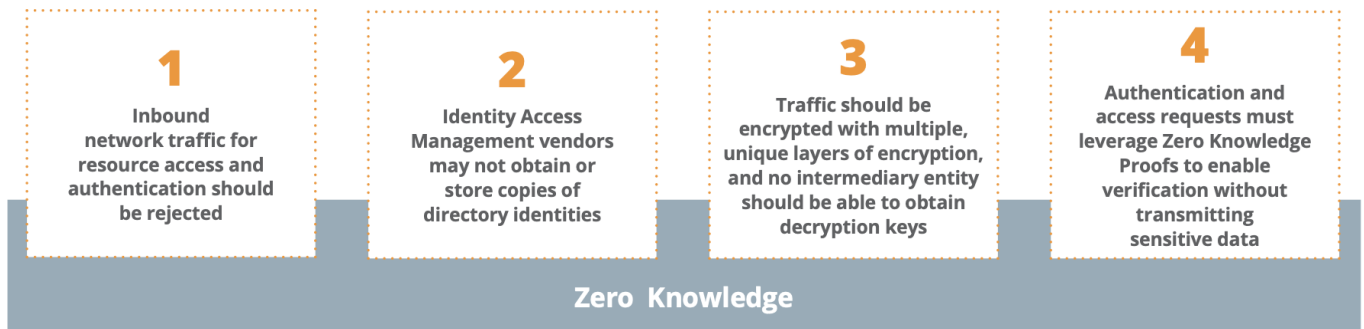 1
Inbound
network traffic for
resource access and
authentication should
be rejected
2
Identity Access
Management vendors
may not obtain or
store copies of
directory identities
3
Traffic should be
encrypted with multiple,
unique layers of encryption,
and no intermediary entity
should be able to obtain
decryption keys
4
Authentication and
access requests must
leverage Zero Knowledge
Proofs to enable
verification without
transmitting
sensitive data
Zero Knowledge